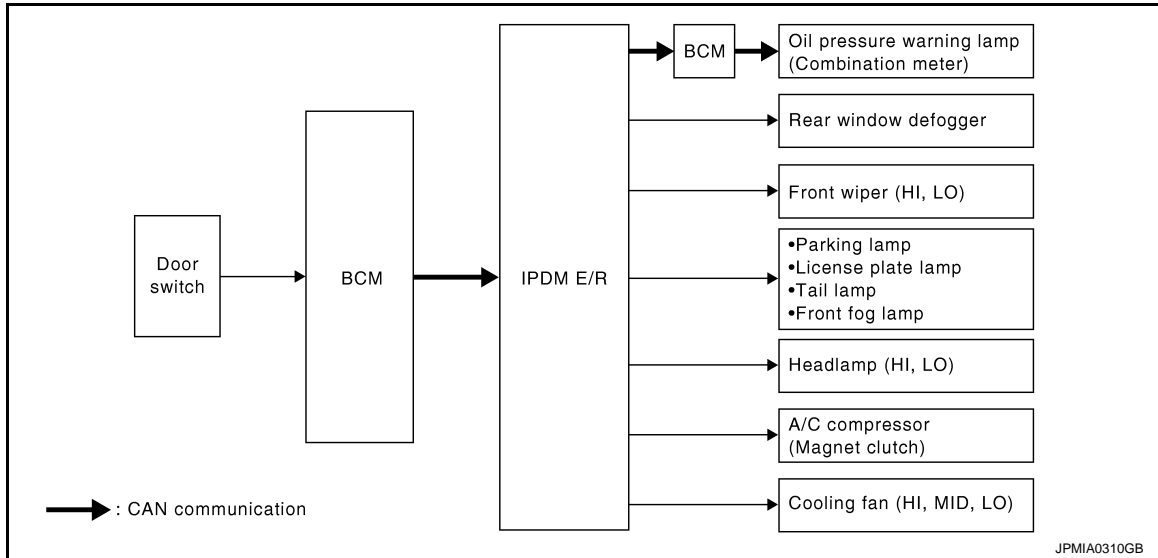 Door
switch
BCM
IPDM E/R
BCM
Oil pressure warning lamp
(Combination meter)
Rear window defogger
Front wiper (HI, LO)
•Parking lamp
•License plate lamp
•Tail lamp
•Front fog lamp
Headlamp (HI, LO)
A/C compressor
(Magnet clutch)
Cooling fan (HI, MID, LO)
: CAN communication
JPMIA0310GB